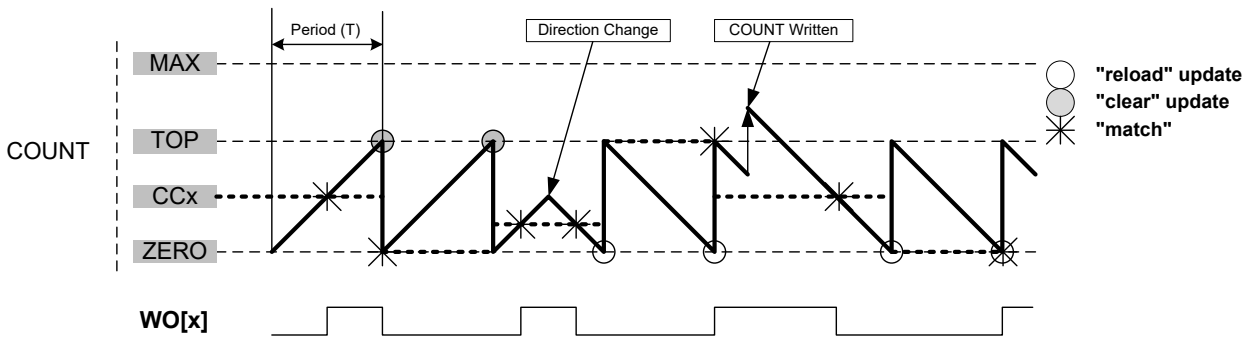 Period (T)
Direction Change
COUNT Written
MAX
"reload" update
"clear" update
TOP
"match"
COUNT
CCx
ZERO
WO[x]